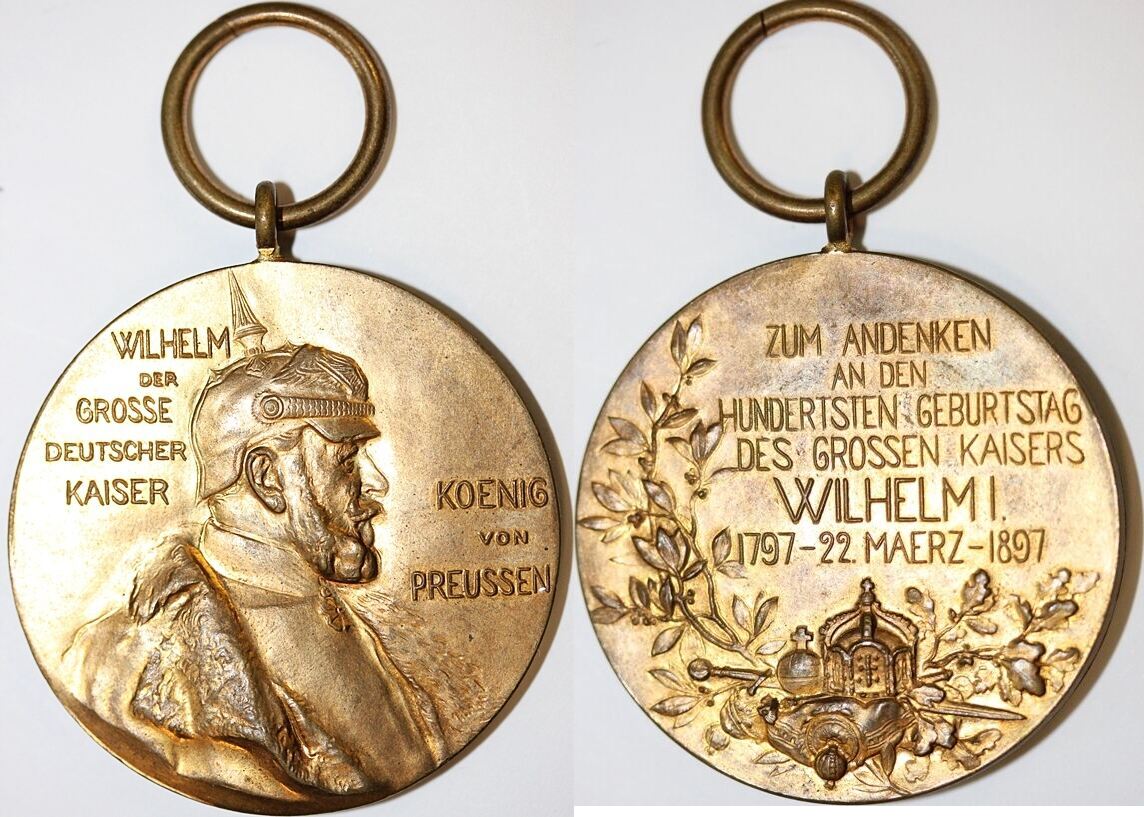 WILHELM
DER
GROSSE
DEUTSCHER
KAISER
KOENIG
VON
PREUSSEN
ZUM ANDENKEN
AN DEN
HUNDERTSTEN GEBURTSTAG
DES GROSSEN KAISERS
WILHELM I.
1797-22. MAERZ-1897